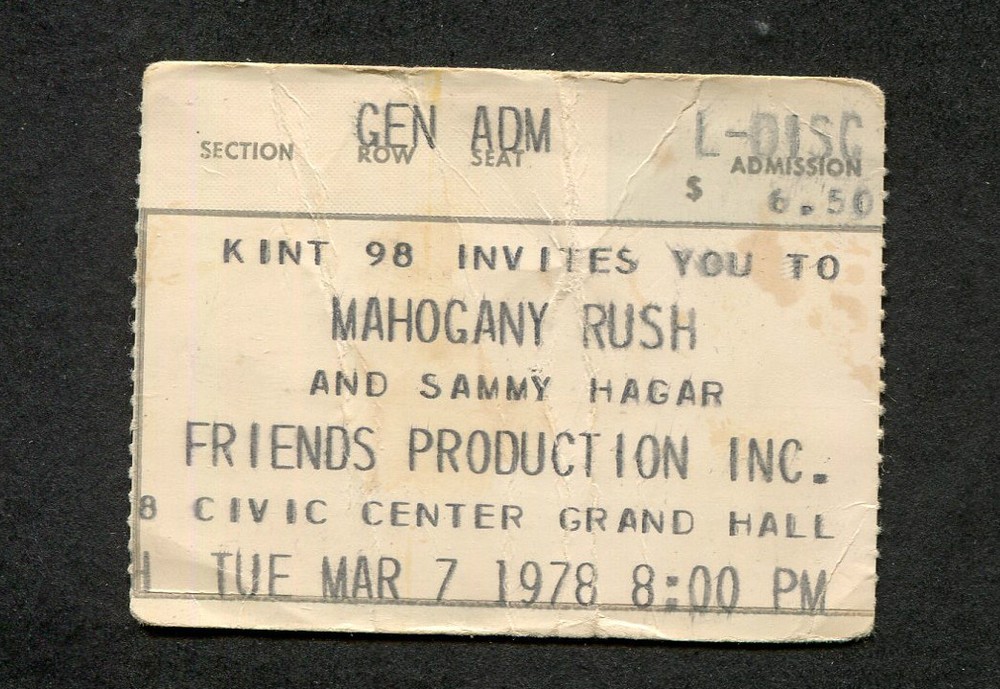 GEN ADM L-DISC
SECTION ROW SEAT ADMISSION
$ 6.50
KINT 98 INVITES YOU TO
MAHOGANY RUSH
AND SAMMY HAGAR
FRIENDS PRODUCTION INC.
8 CIVIC CENTER GRAND HALL
TUE MAR 7 1978 8:00 PM